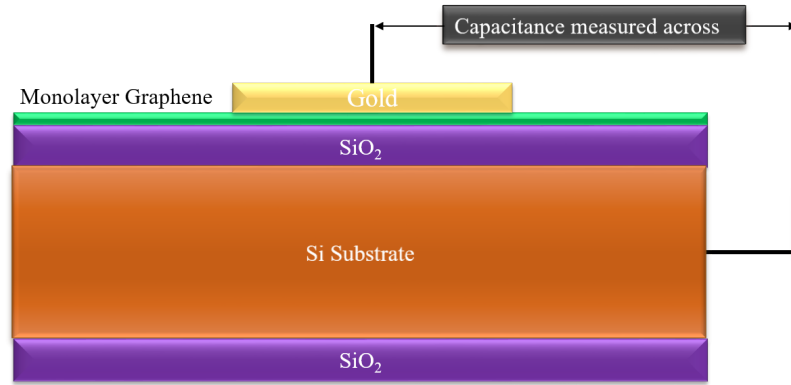 Capacitance measured across
Monolayer Graphene
Gold
SiO₂
Si Substrate
SiO₂